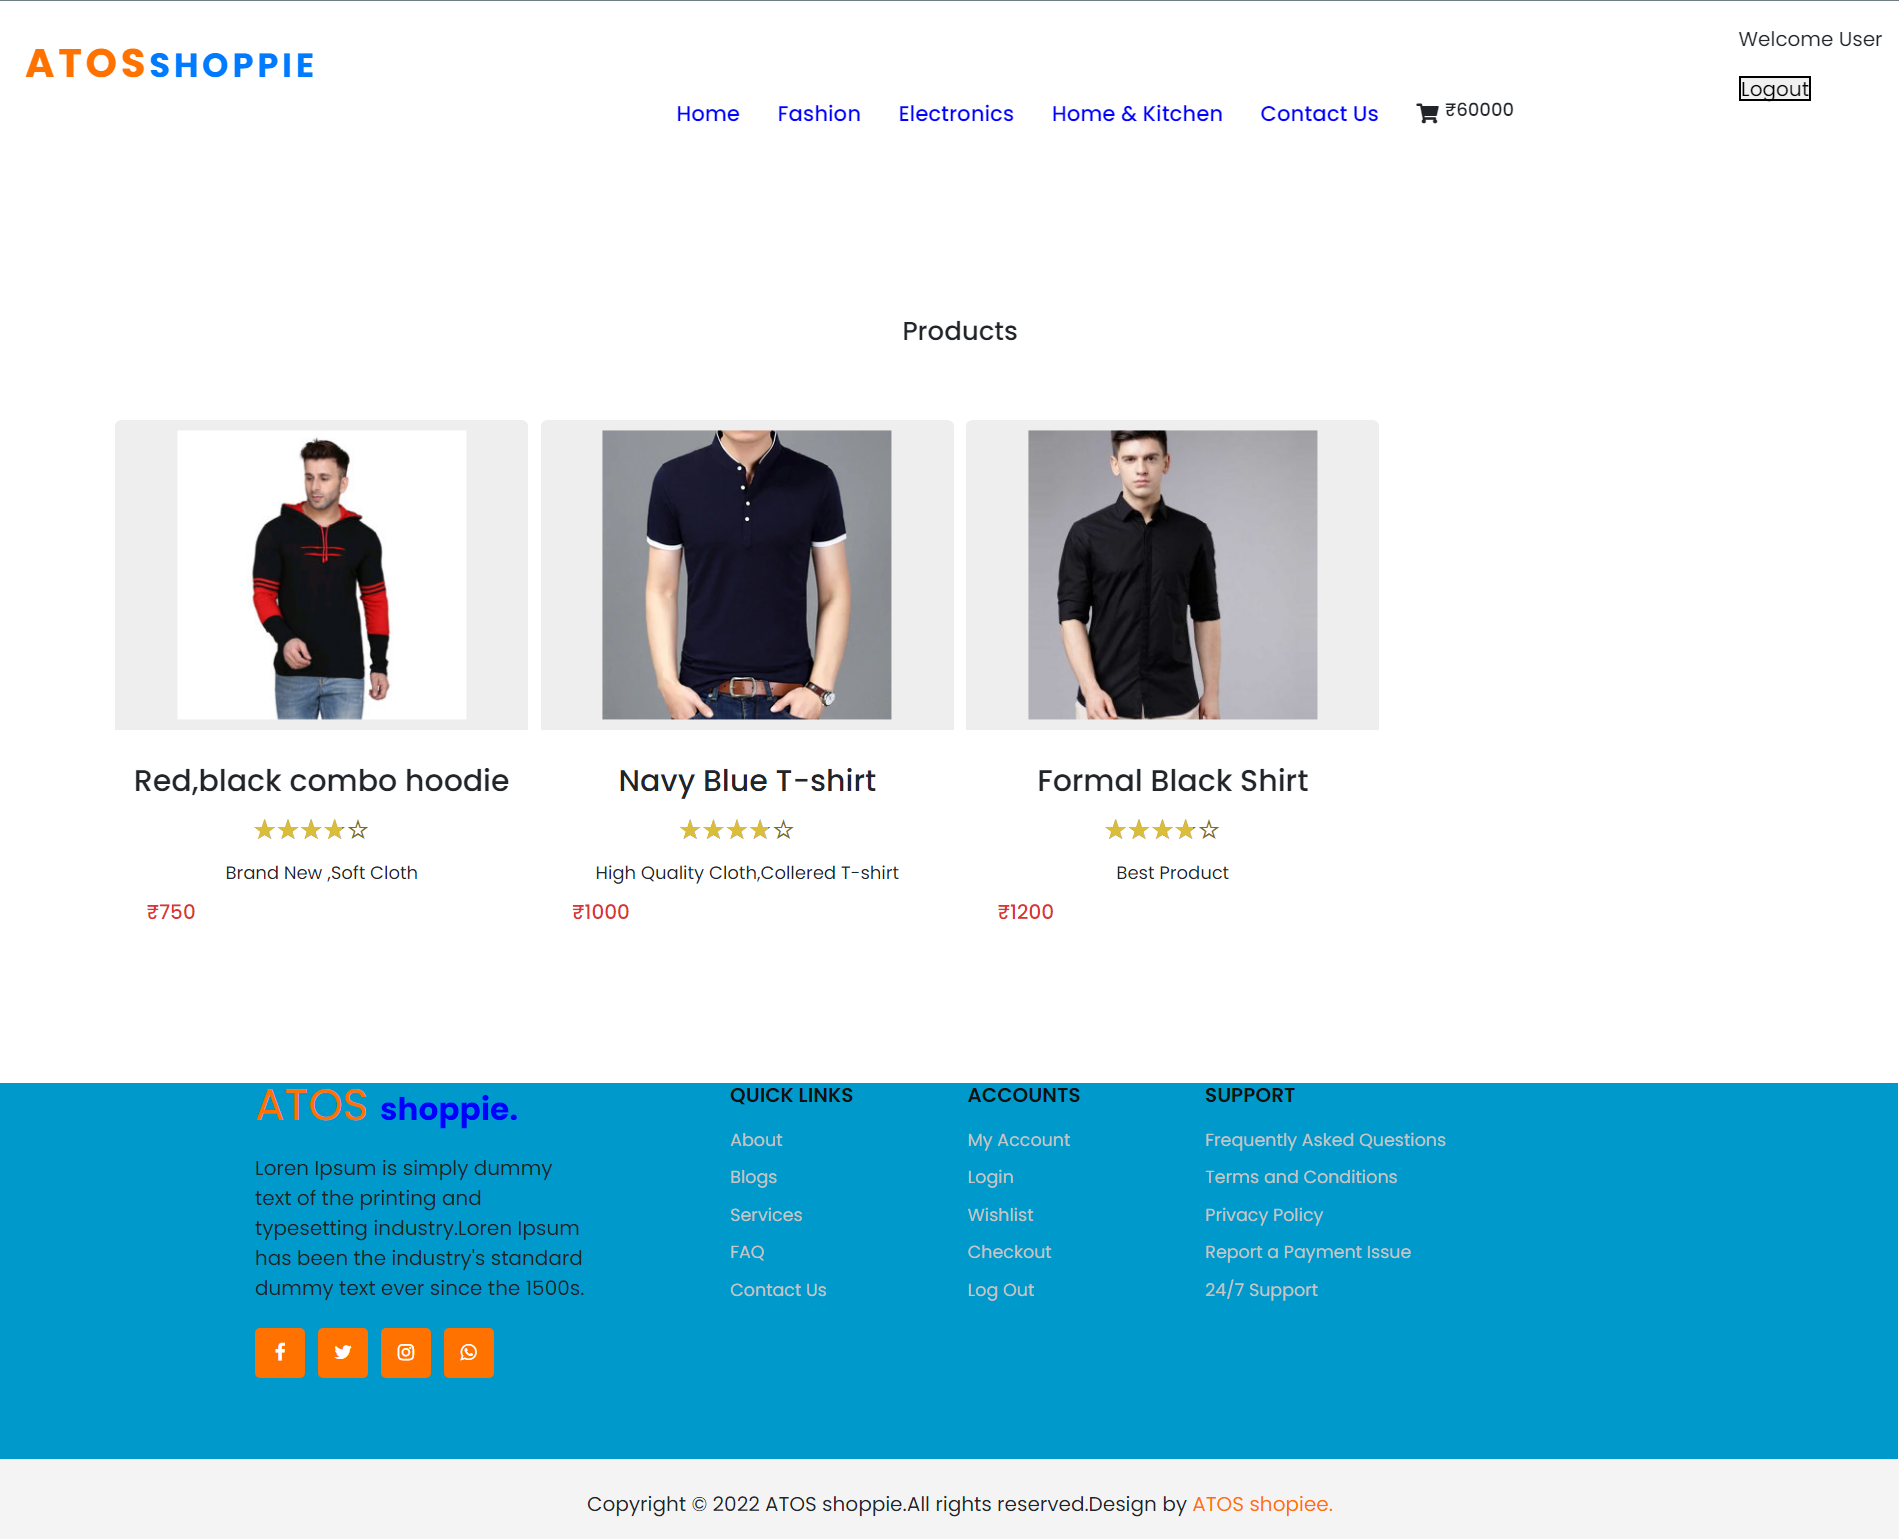 ATOSSHOPPIE
Welcome User
Logout
Home Fashion Electronics Home & Kitchen Contact Us ₹60000
Products
Red,black combo hoodie
★★★★☆
Brand New ,Soft Cloth
₹750
Navy Blue T-shirt
★★★★☆
High Quality Cloth,Collered T-shirt
₹1000
Formal Black Shirt
★★★★☆
Best Product
₹1200
ATOS shoppie.
Loren Ipsum is simply dummy
text of the printing and
typesetting industry.Loren Ipsum
has been the industry's standard
dummy text ever since the 1500s.
QUICK LINKS
About
Blogs
Services
FAQ
Contact Us
ACCOUNTS
My Account
Login
Wishlist
Checkout
Log Out
SUPPORT
Frequently Asked Questions
Terms and Conditions
Privacy Policy
Report a Payment Issue
24/7 Support
Copyright © 2022 ATOS shoppie.All rights reserved.Design by ATOS shopiee.